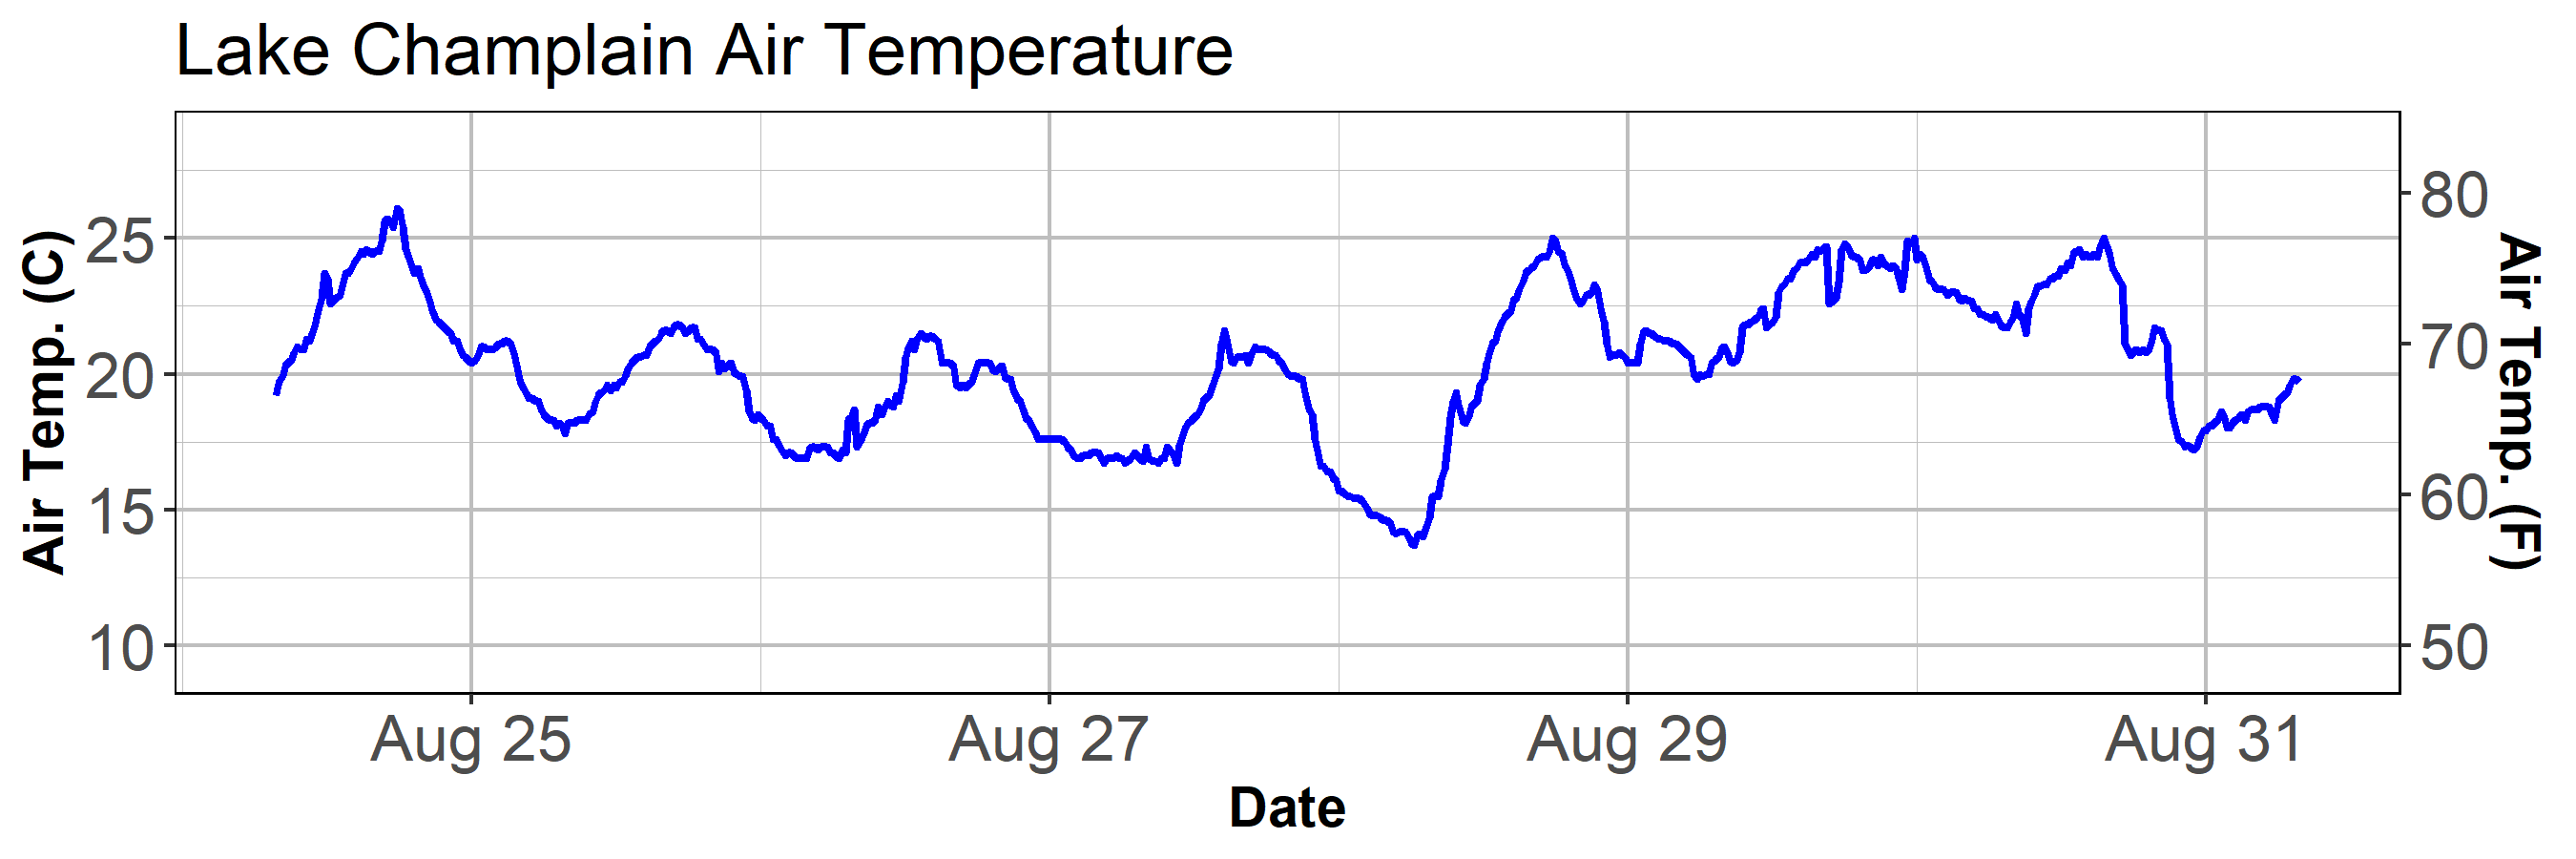 Lake Champlain Air Temperature
Air Temp. (C)
25
20
15
10
80
70
60
50
Air Temp. (F)
Aug 25
Aug 27
Aug 29
Aug 31
Date